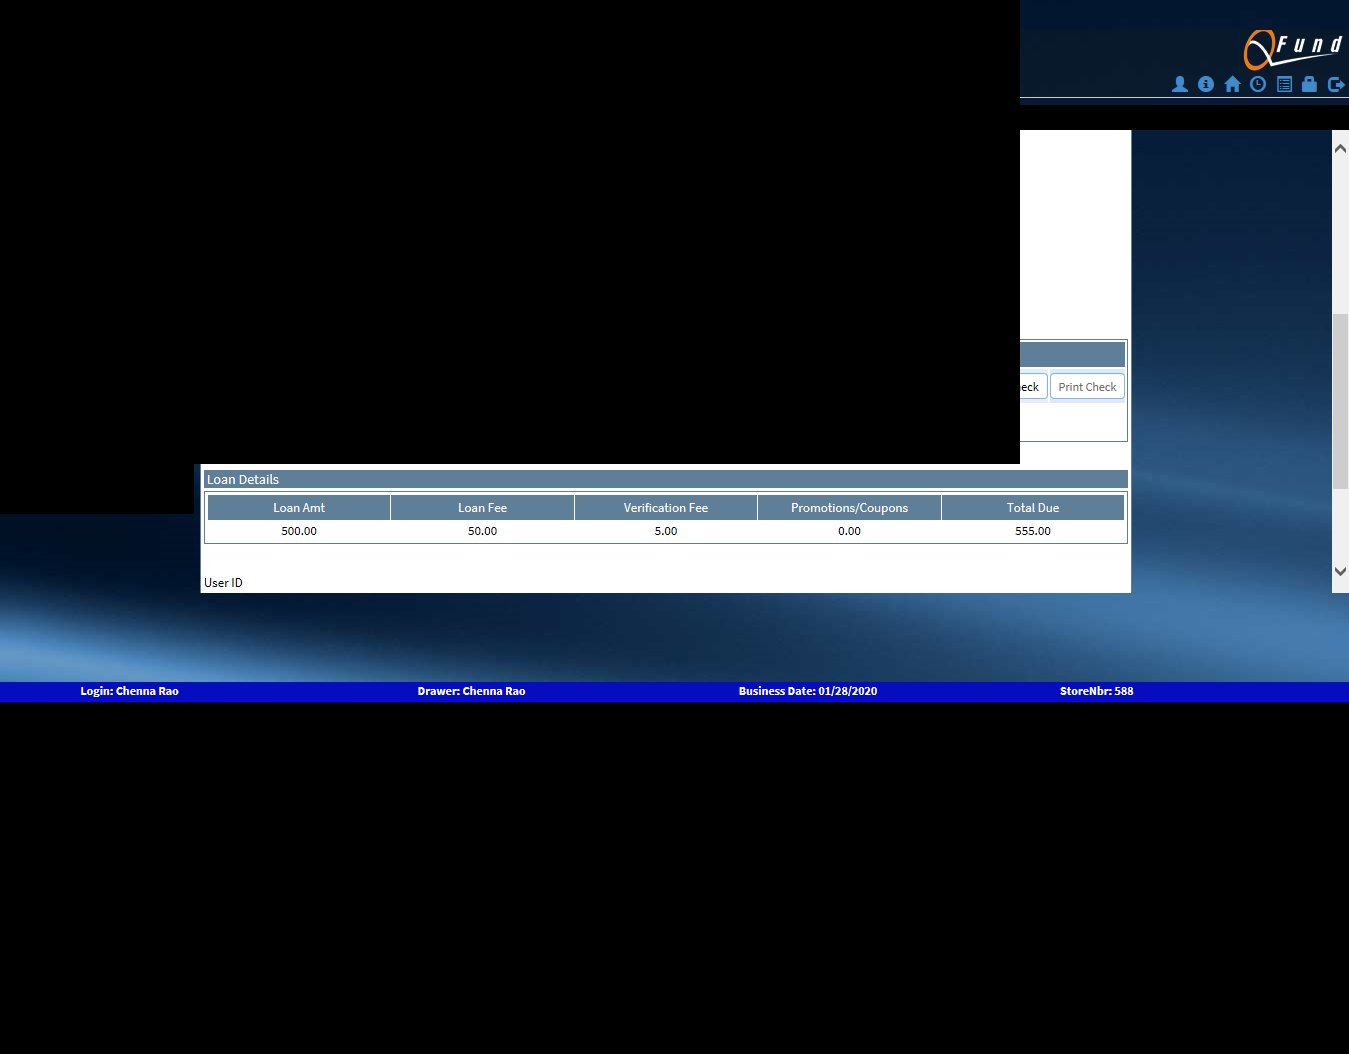 Fund
Print Check
Loan Details
Loan Amt Loan Fee Verification Fee Promotions/Coupons Total Due
500.00 50.00 5.00 0.00 555.00
User ID
Login: Chenna Rao Drawer: Chenna Rao Business Date: 01/28/2020 StoreNbr: 588